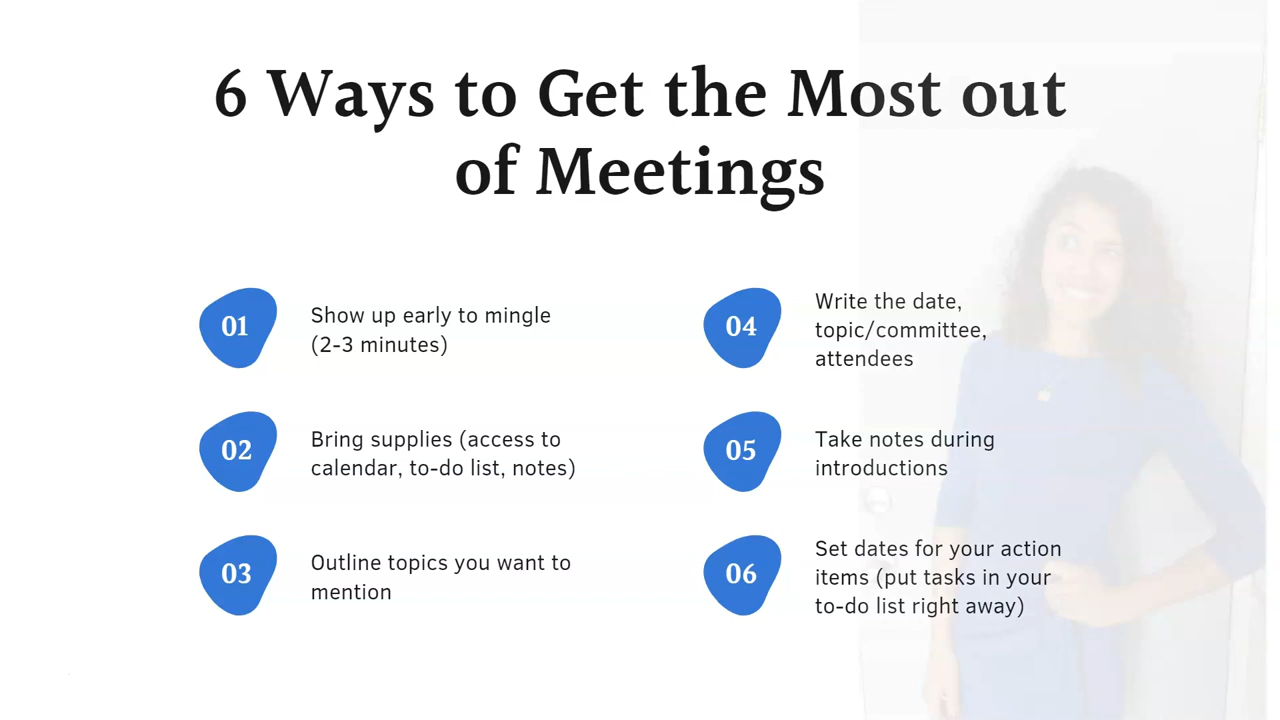 6 Ways to Get the Most out
of Meetings
01
Show up early to mingle
(2-3 minutes)
02
Bring supplies (access to
calendar, to-do list, notes)
03
Outline topics you want to
mention
04
Write the date,
topic/committee,
attendees
05
Take notes during
introductions
06
Set dates for your action
items (put tasks in your
to-do list right away)